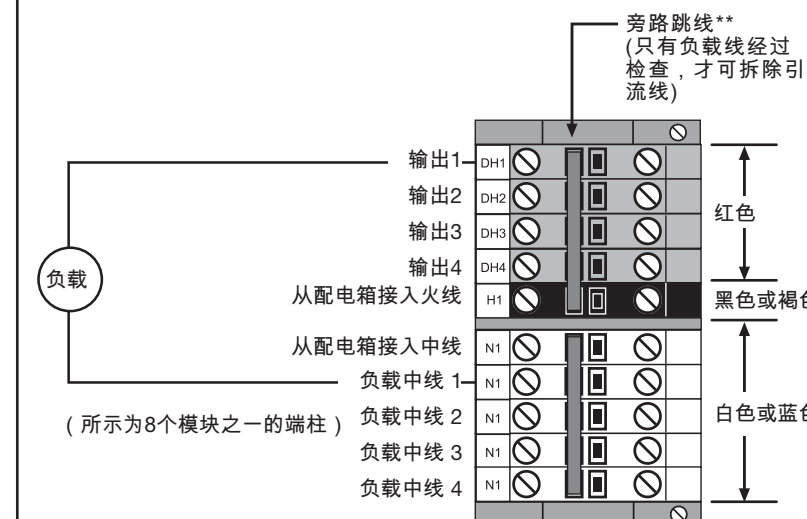 旁路跳线**
(只有负载线经过
检查，才可拆除引
流线)
输出1 DH1
输出2 DH2
输出3 DH3
输出4 DH4
红色
负载
从配电箱接入火线 H1
黑色或褐色
从配电箱接入中线 N1
负载中线 1 N1
(所示为8个模块之一的端柱)
负载中线 2 N1
白色或蓝色
负载中线 3 N1
负载中线 4 N1